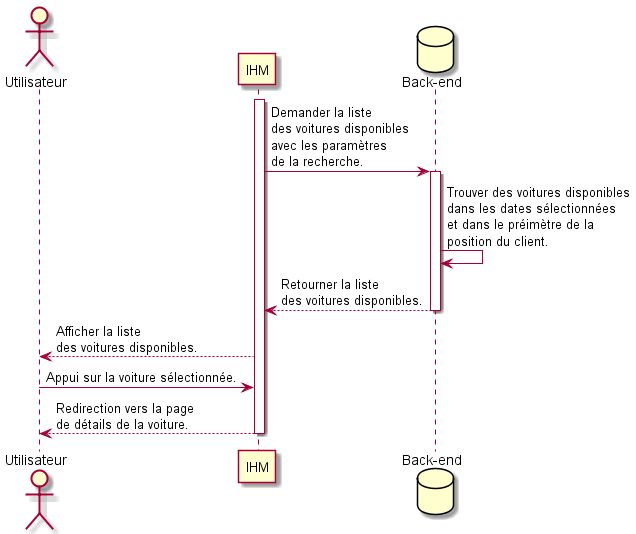 Utilisateur
IHM
Back-end
Demander la liste
des voitures disponibles
avec les paramètres
de la recherche.
Trouver des voitures disponibles
dans les dates sélectionnées
et dans le préimètre de la
position du client.
Retourner la liste
des voitures disponibles.
Afficher la liste
des voitures disponibles.
Appui sur la voiture sélectionnée.
Redirection vers la page
de détails de la voiture.
Utilisateur
IHM
Back-end